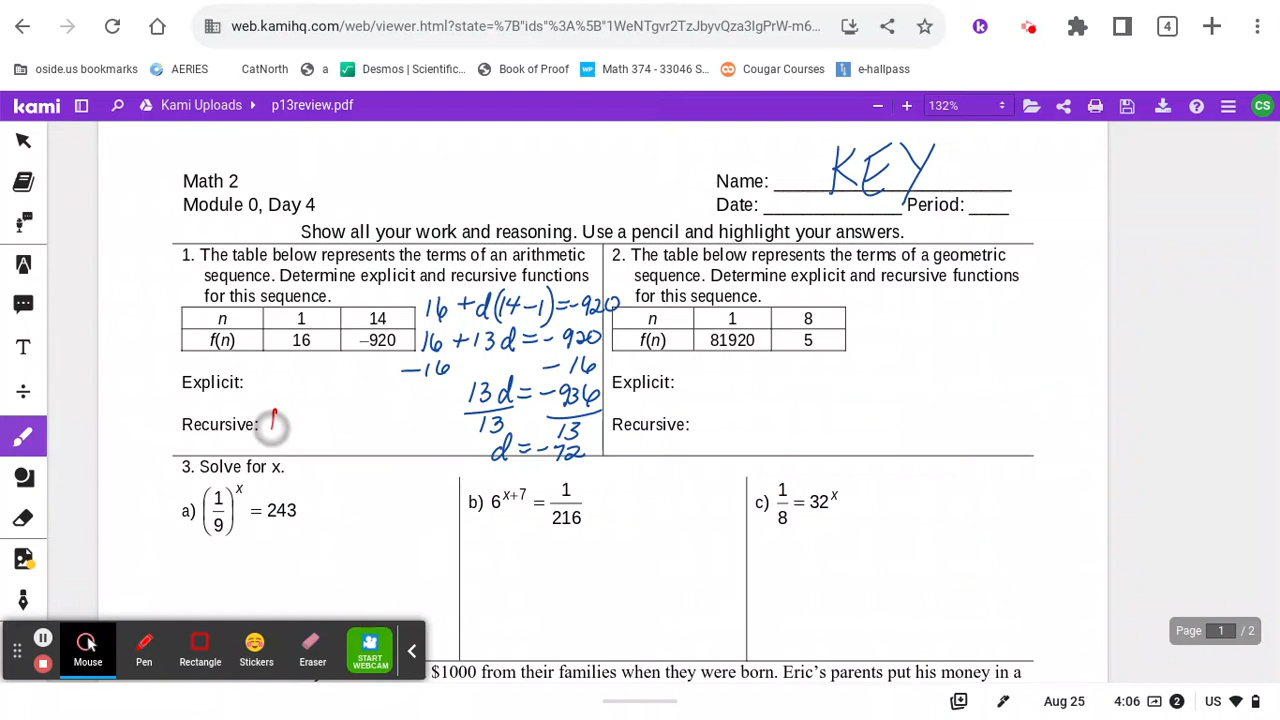 web.kamihq.com/web/viewer.html?state=%7B"ids"%3A%5B"1WeNTgvr2TzJbyvQza3IgPrW-m6...
4
oside.us bookmarks AERIES CatNorth a Desmos | Scientific... Book of Proof Math 374 - 33046 S... Cougar Courses e-hallpass
kami Kami Uploads p13review.pdf 132% CS
Math 2 Name: KEY
Module 0, Day 4 Date: Period:
Show all your work and reasoning. Use a pencil and highlight your answers.
1. The table below represents the terms of an arithmetic
sequence. Determine explicit and recursive functions
for this sequence.
n 1 14
f(n) 16 −920
16 + d(14-1) = -920
16 + 13d = -920
-16 -16
13d = -936
13 13
d = -72
Explicit:
Recursive:
2. The table below represents the terms of a geometric
sequence. Determine explicit and recursive functions
for this sequence.
n 1 8
f(n) 81920 5
Explicit:
Recursive:
3. Solve for x.
a) (1/9)^x = 243
b) 6^x+7 = 1/216
c) 1/8 = 32^x
$1000 from their families when they were born. Eric's parents put his money in a
Mouse Pen Rectangle Stickers Eraser START WEBCAM
Page 1 / 2
Aug 25 4:06 2 US